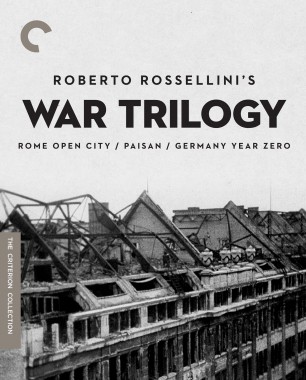 ROBERTO ROSSELLINI'S
WAR TRILOGY
ROME OPEN CITY / PAISAN / GERMANY YEAR ZERO
THE CRITERION COLLECTION